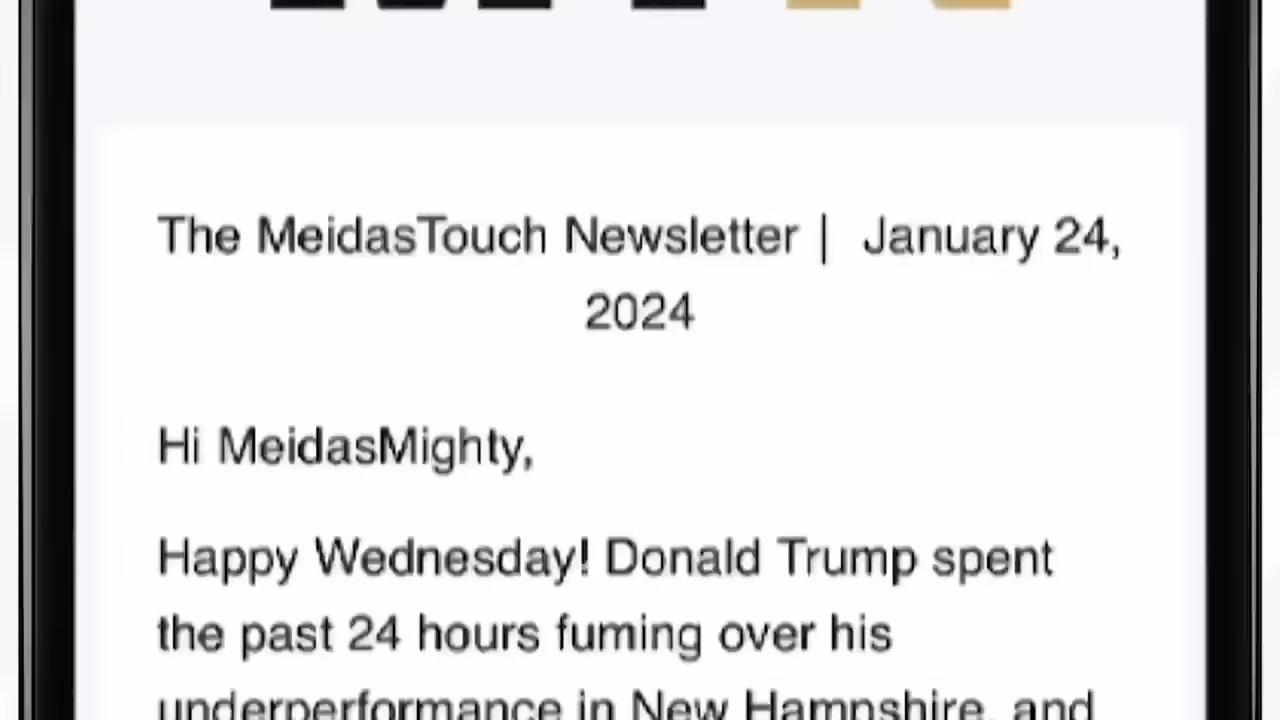 The MeidasTouch Newsletter | January 24,
2024
Hi MeidasMighty,
Happy Wednesday! Donald Trump spent
the past 24 hours fuming over his
underperformance in New Hampshire, and